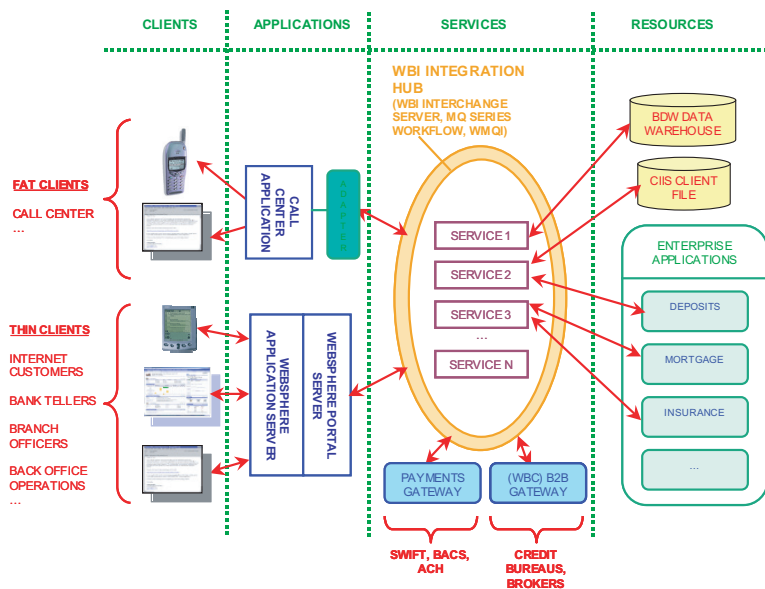 CLIENTS
APPLICATIONS
SERVICES
RESOURCES
WBI INTEGRATION
HUB
(WBI INTERCHANGE
SERVER, MQ SERIES
WORKFLOW, WMQI)
FAT CLIENTS
CALL CENTER
...
CALL
CENTER
APPLICATION
ADAPTER
THIN CLIENTS
INTERNET
CUSTOMERS
BANK TELLERS
BRANCH
OFFICERS
BACK OFFICE
OPERATIONS
...
WEBSPHERE
APPLICATION SERVER
WEBSPHERE PORTAL
SERVER
SERVICE 1
SERVICE 2
SERVICE 3
...
SERVICE N
PAYMENTS
GATEWAY
(WBC) B2B
GATEWAY
SWIFT, BACS,
ACH
CREDIT
BUREAUS,
BROKERS
BDW DATA
WAREHOUSE
CIIS CLIENT
FILE
ENTERPRISE
APPLICATIONS
DEPOSITS
MORTGAGE
INSURANCE
...